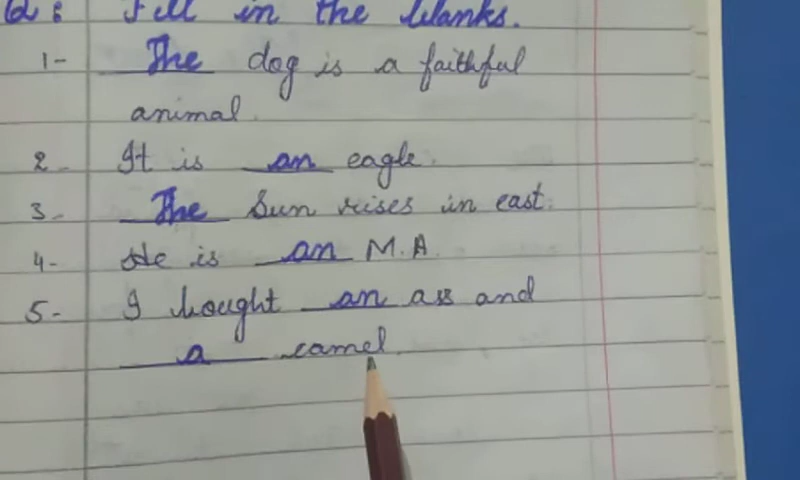 Q: Fill in the blanks.
1- The dog is a faithful
animal.
2- It is an eagle.
3- The Sun rises in east.
4- He is an M.A.
5- I bought an ass and
a camel.